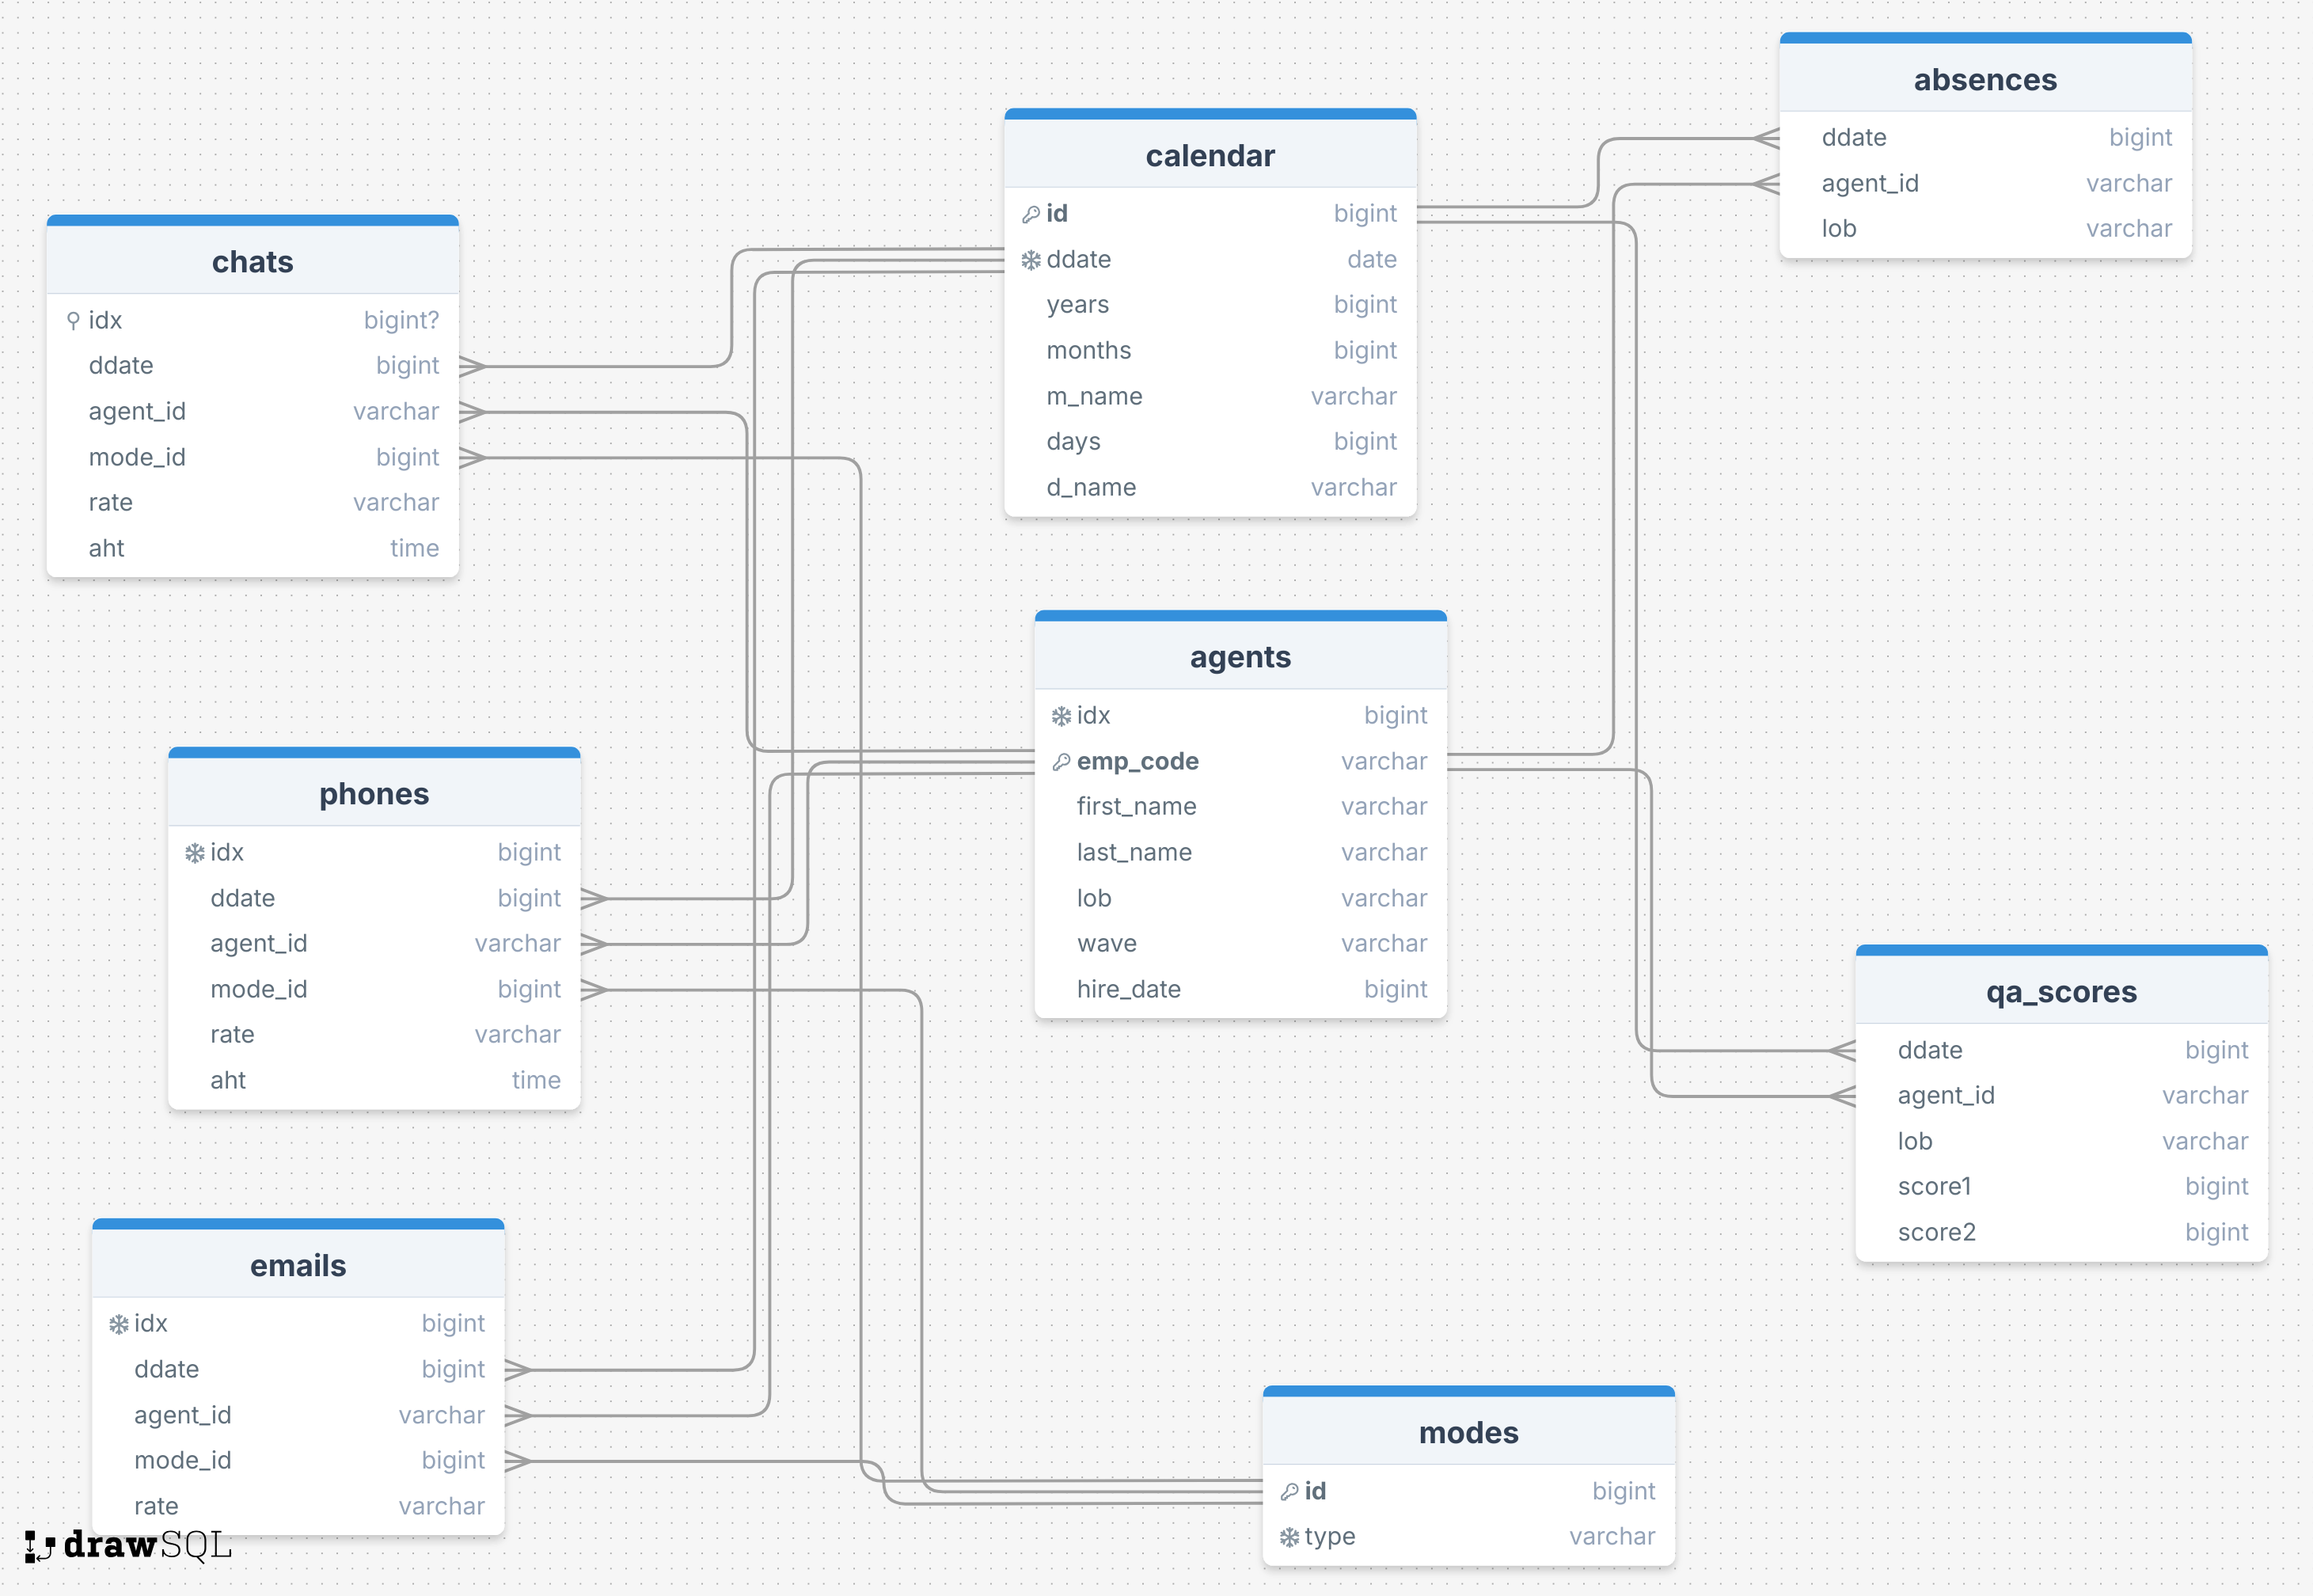 absences
ddate bigint
agent_id varchar
lob varchar
calendar
id bigint
ddate date
years bigint
months bigint
m_name varchar
days bigint
d_name varchar
chats
idx bigint?
ddate bigint
agent_id varchar
mode_id bigint
rate varchar
aht time
agents
idx bigint
emp_code varchar
first_name varchar
last_name varchar
lob varchar
wave varchar
hire_date bigint
phones
idx bigint
ddate bigint
agent_id varchar
mode_id bigint
rate varchar
aht time
qa_scores
ddate bigint
agent_id varchar
lob varchar
score1 bigint
score2 bigint
emails
idx bigint
ddate bigint
agent_id varchar
mode_id bigint
rate varchar
modes
id bigint
type varchar
drawSQL